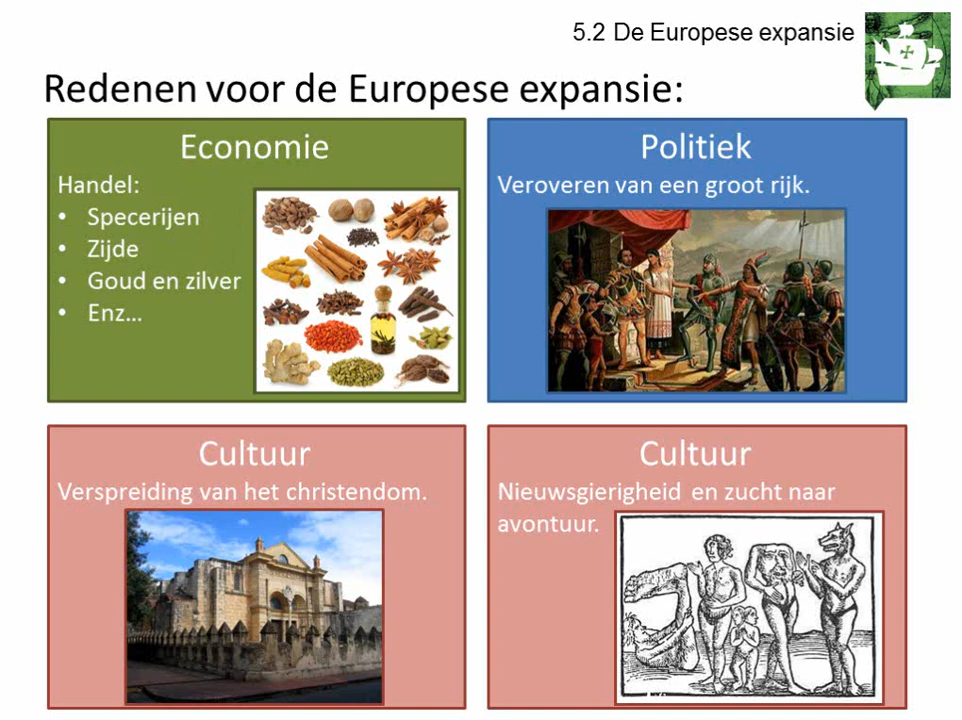 5.2 De Europese expansie
Redenen voor de Europese expansie:
Economie
Handel:
• Specerijen
• Zijde
• Goud en zilver
• Enz...
Politiek
Veroveren van een groot rijk.
Cultuur
Verspreiding van het christendom.
Cultuur
Nieuwsgierigheid en zucht naar
avontuur.